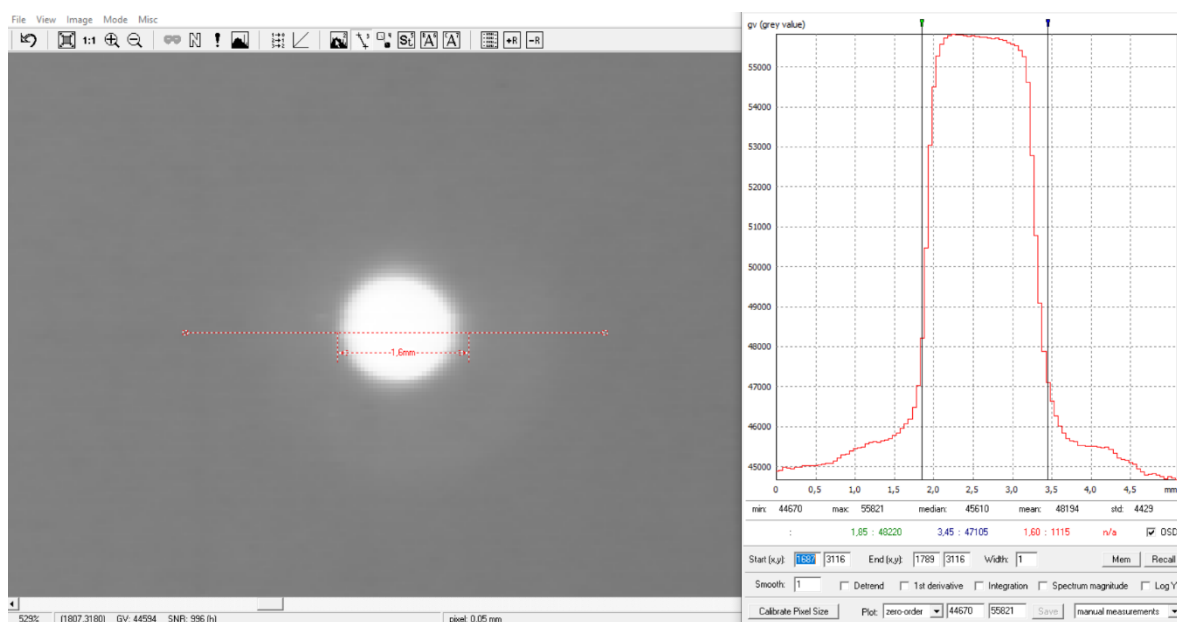 File View Image Mode Misc
1:1 N ! St A A +R -R
1,6mm
529% (1807,3180) GV: 44594 SNR: 996 (h) pixel: 0,05 mm
gv (grey value)
55000
54000
53000
52000
51000
50000
49000
48000
47000
46000
45000
0 0,5 1,0 1,5 2,0 2,5 3,0 3,5 4,0 4,5 mm
min: 44670 max: 55821 median: 45610 mean: 48194 std: 4429
: 1,85 : 48220 3,45 : 47105 1,60 : 1115 n/a OSD
Start (x,y): 1687 3116 End (x,y): 1789 3116 Width: 1 Mem Recall
Smooth: 1 Detrend 1st derivative Integration Spectrum magnitude Log Y
Calibrate Pixel Size Plot: zero-order 44670 55821 Save manual measurements